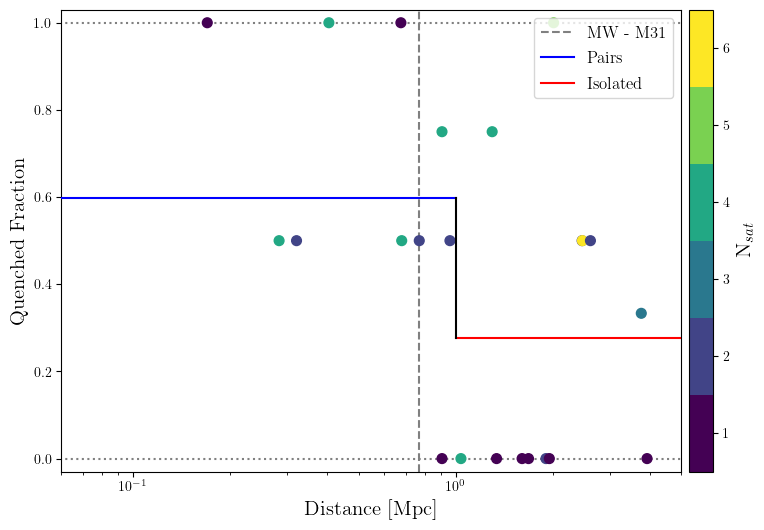 1.0
0.8
0.6
0.4
0.2
0.0
Quenched Fraction
10⁻¹
10⁰
Distance [Mpc]
MW - M31
Pairs
Isolated
6
5
4
3
2
1
N_sat